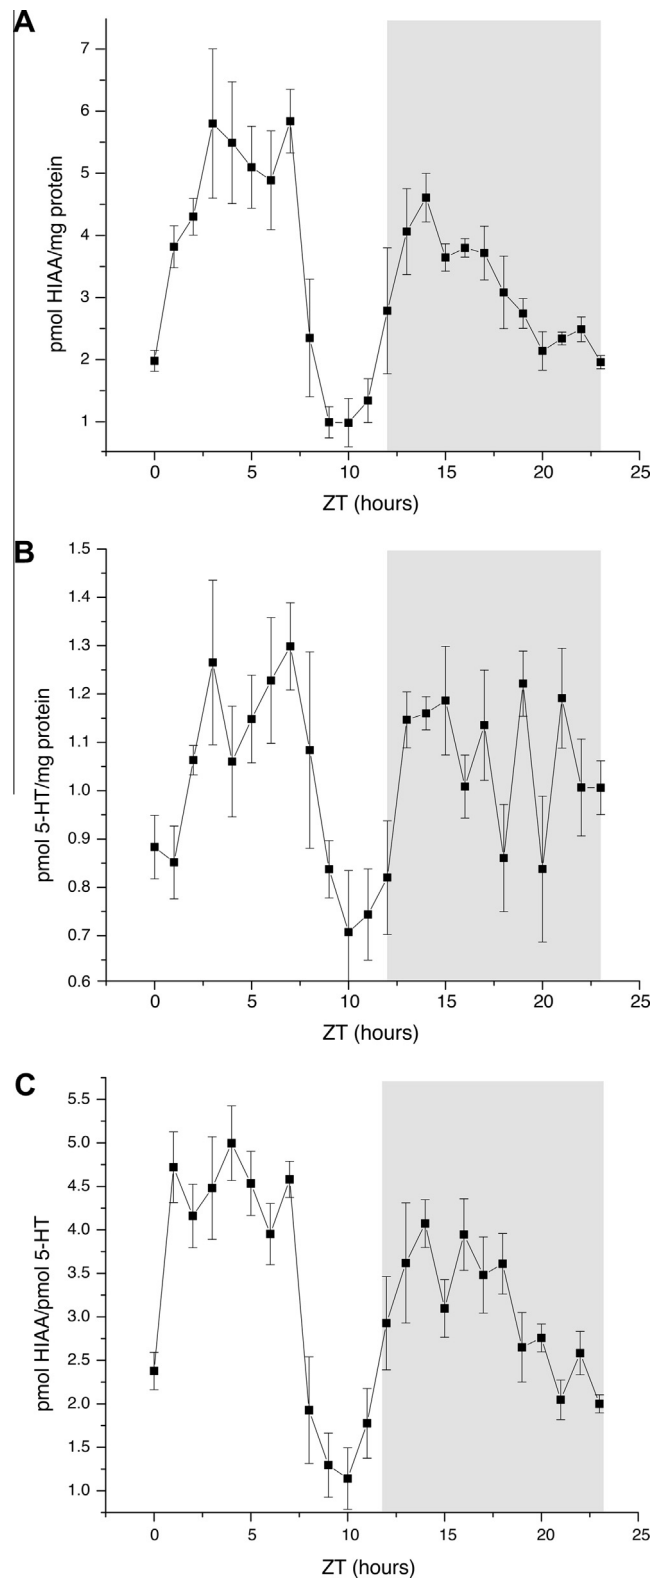 A
7
6
5
4
3
2
1
pmol HIAA/mg protein
0 5 10 15 20 25
ZT (hours)
B
1.5
1.4
1.3
1.2
1.1
1.0
0.9
0.8
0.7
0.6
pmol 5-HT/mg protein
0 5 10 15 20 25
ZT (hours)
C
5.5
5.0
4.5
4.0
3.5
3.0
2.5
2.0
1.5
1.0
pmol HIAA/pmol 5-HT
0 5 10 15 20 25
ZT (hours)